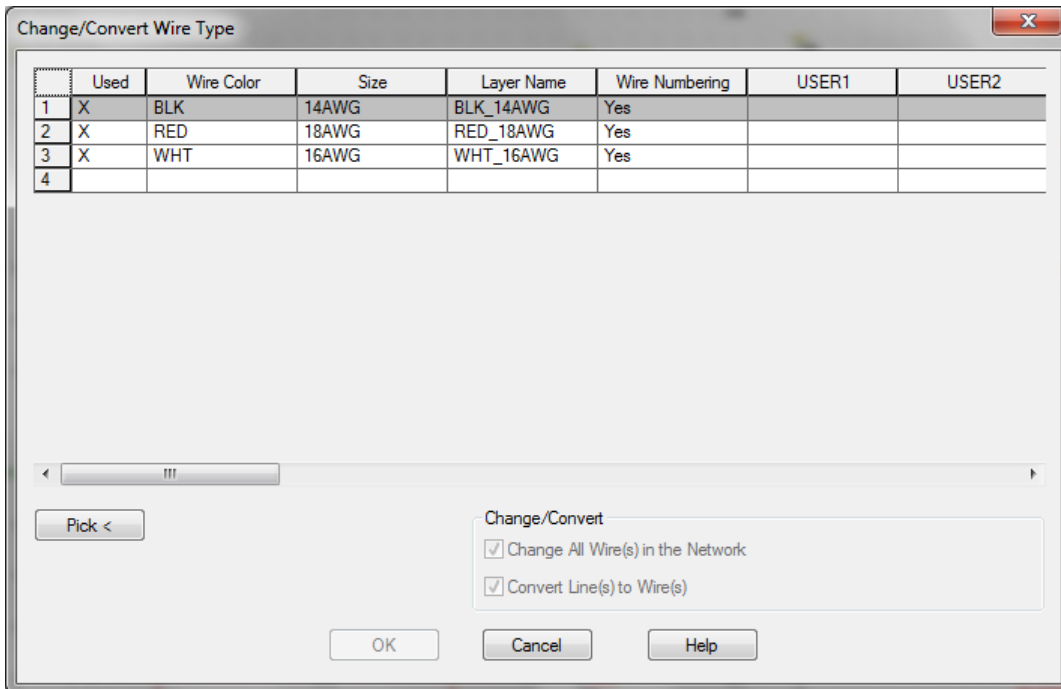 Change/Convert Wire Type
Used Wire Color Size Layer Name Wire Numbering USER1 USER2
1 X BLK 14AWG BLK_14AWG Yes
2 X RED 18AWG RED_18AWG Yes
3 X WHT 16AWG WHT_16AWG Yes
4
Pick <
Change/Convert
Change All Wire(s) in the Network
Convert Line(s) to Wire(s)
OK Cancel Help